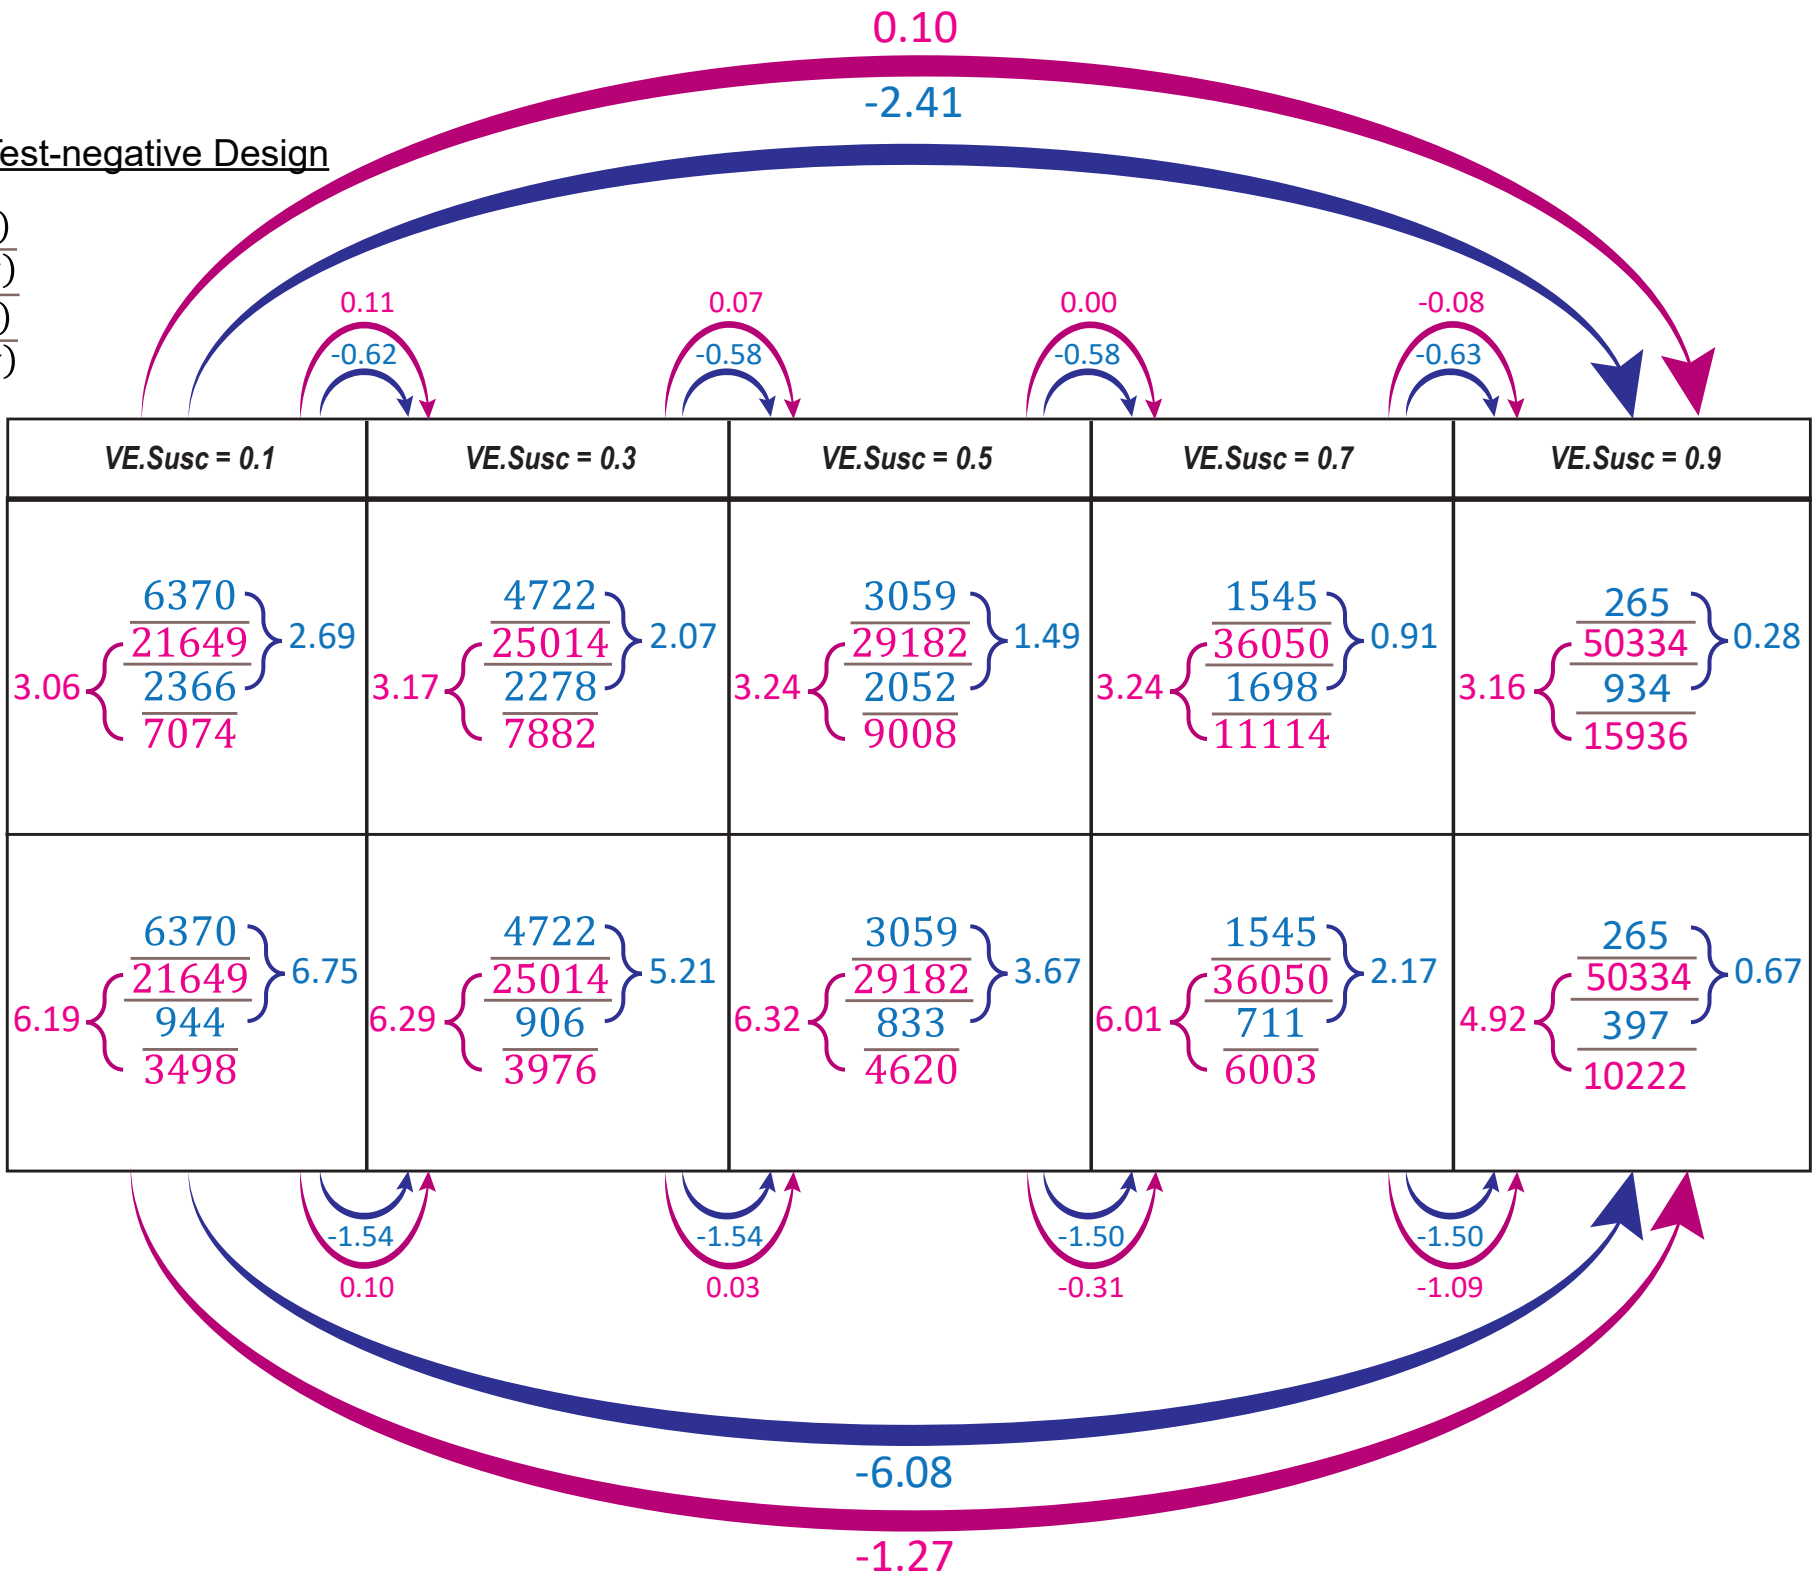 0.10
-2.41
Test-negative Design
)
)
)
)
0.11 0.07 0.00 -0.08
-0.62 -0.58 -0.58 -0.63
VE.Susc = 0.1 VE.Susc = 0.3 VE.Susc = 0.5 VE.Susc = 0.7 VE.Susc = 0.9
6370 4722 3059 1545 265
21649 2.69 25014 2.07 29182 1.49 36050 0.91 50334 0.28
3.06 2366 3.17 2278 3.24 2052 3.24 1698 3.16 934
7074 7882 9008 11114 15936
6370 4722 3059 1545 265
21649 6.75 25014 5.21 29182 3.67 36050 2.17 50334 0.67
6.19 944 6.29 906 6.32 833 6.01 711 4.92 397
3498 3976 4620 6003 10222
-1.54 -1.54 -1.50 -1.50
0.10 0.03 -0.31 -1.09
-6.08
-1.27